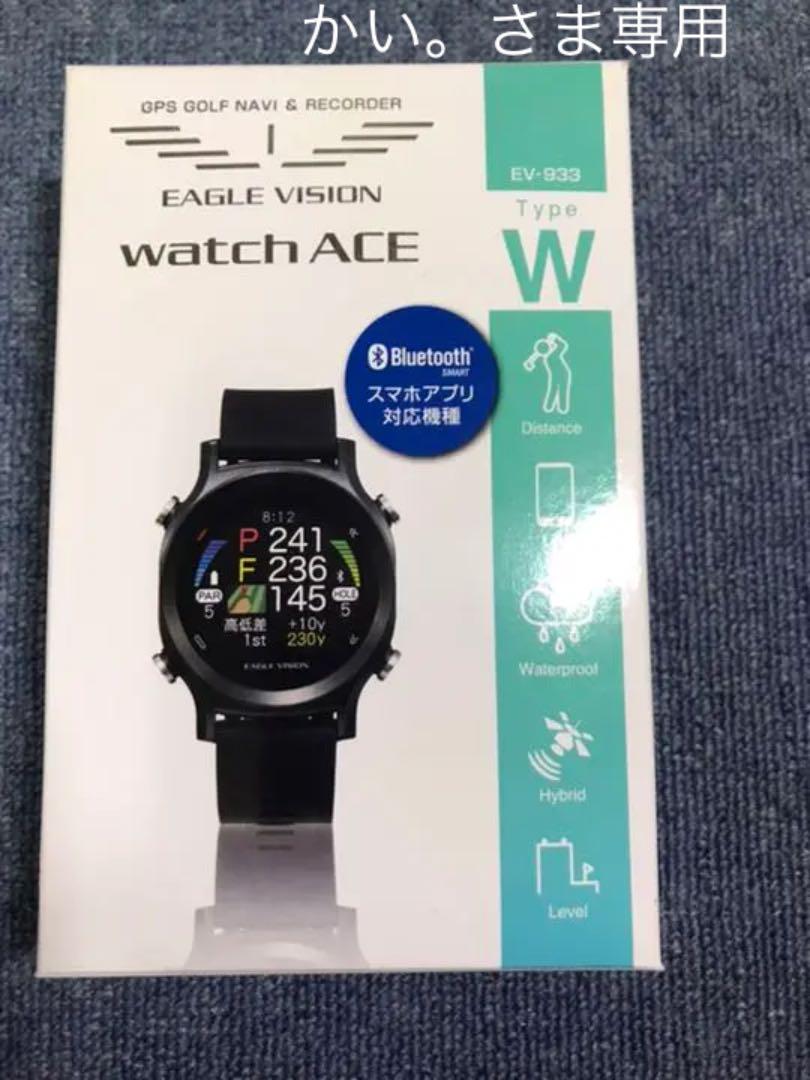 かい。さま専用
GPS GOLF NAVI & RECORDER
EAGLE VISION
watch ACE
EV-933
Type
W
Bluetooth
SMART
スマホアプリ
対応機種
Distance
Waterproof
Hybrid
Level
8:12
P 241
F 236
145
PAR
5
HOLE
5
高低差 +10y
1st 230y
EAGLE VISION